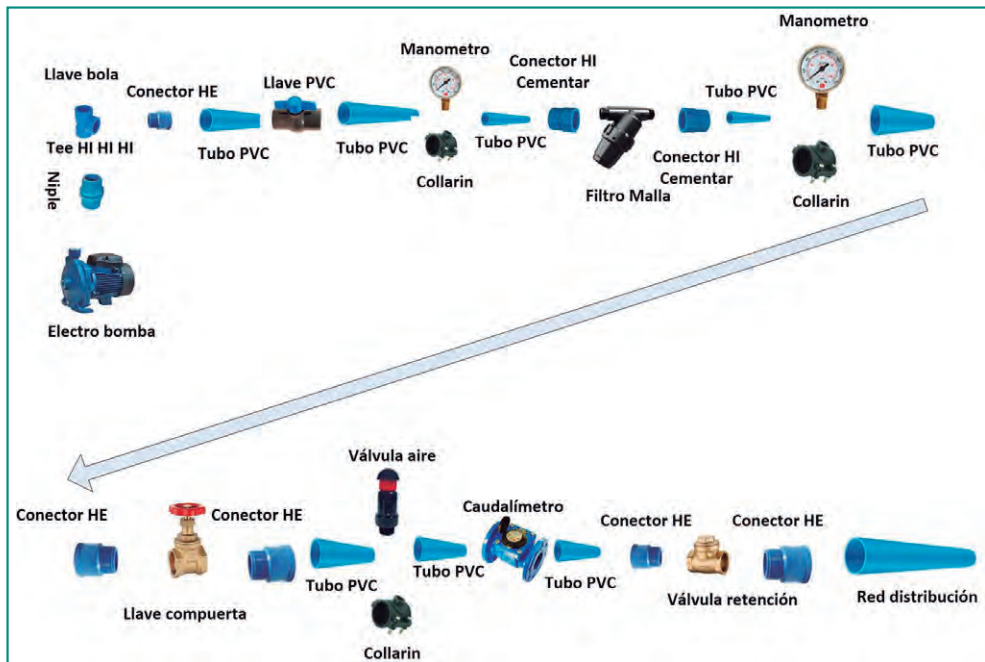 Llave bola
Tee HI HI HI
Niple
Electro bomba
Conector HE
Tubo PVC
Llave PVC
Tubo PVC
Manometro
Collarin
Tubo PVC
Conector HI
Cementar
Filtro Malla
Conector HI
Cementar
Tubo PVC
Manometro
Collarin
Tubo PVC
Conector HE
Llave compuerta
Conector HE
Tubo PVC
Válvula aire
Collarin
Tubo PVC
Caudalímetro
Tubo PVC
Conector HE
Válvula retención
Conector HE
Red distribución